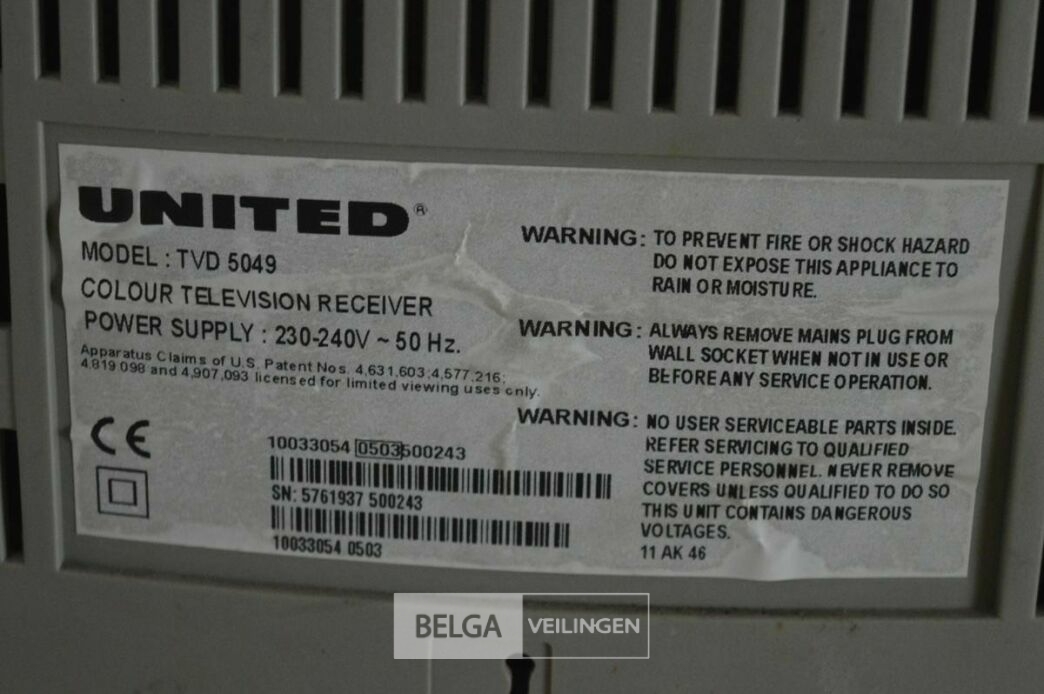 UNITED®
MODEL : TVD 5049
COLOUR TELEVISION RECEIVER
POWER SUPPLY : 230-240V ~ 50 Hz.
Apparatus Claims of U.S. Patent Nos. 4,631,603;4,577,216;
4,819,098 and 4,907,093 licensed for limited viewing uses only.
CE
10033054 0503500243
SN: 5761937 500243
10033054 0503
WARNING: TO PREVENT FIRE OR SHOCK HAZARD
DO NOT EXPOSE THIS APPLIANCE TO
RAIN OR MOISTURE.
WARNING: ALWAYS REMOVE MAINS PLUG FROM
WALL SOCKET WHEN NOT IN USE OR
BEFORE ANY SERVICE OPERATION.
WARNING: NO USER SERVICEABLE PARTS INSIDE.
REFER SERVICING TO QUALIFIED
SERVICE PERSONNEL. NEVER REMOVE
COVERS UNLESS QUALIFIED TO DO SO
THIS UNIT CONTAINS DANGEROUS
VOLTAGES.
11 AK 46
BELGA VEILINGEN